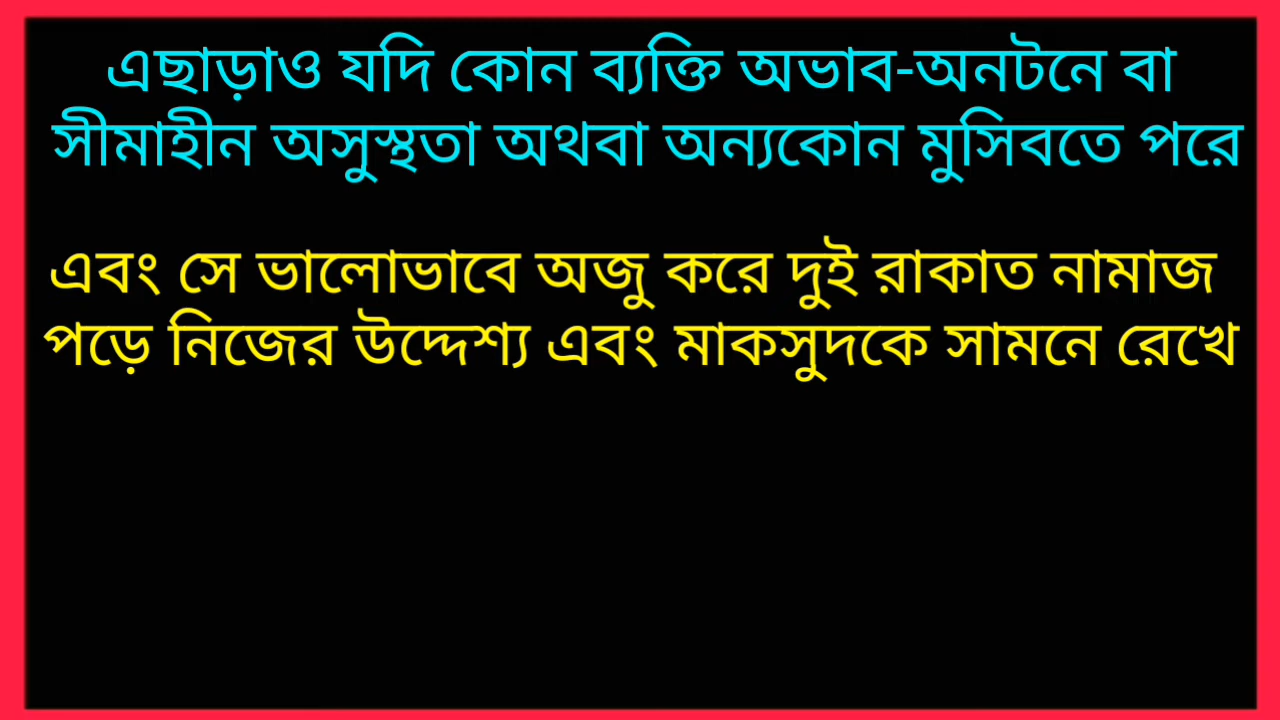 এছাড়াও যদি কোন ব্যক্তি অভাব-অনটনে বা
সীমাহীন অসুস্থতা অথবা অন্যকোন মুসিবতে পরে
এবং সে ভালোভাবে অজু করে দুই রাকাত নামাজ
পড়ে নিজের উদ্দেশ্য এবং মাকসুদকে সামনে রেখে